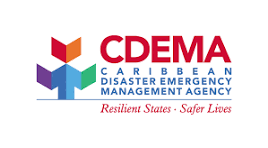 CDEMA
CARIBBEAN
DISASTER EMERGENCY
MANAGEMENT AGENCY
Resilient States · Safer Lives